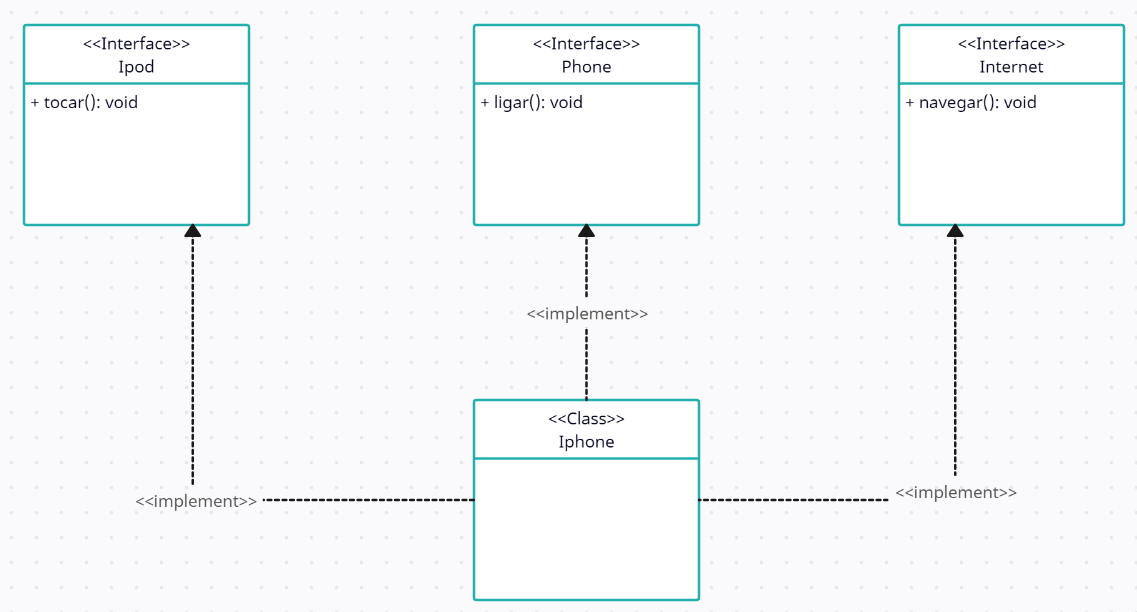 <<Interface>>
Ipod
+ tocar(): void
<<Interface>>
Phone
+ ligar(): void
<<Interface>>
Internet
+ navegar(): void
<<implement>>
<<Class>>
Iphone
<<implement>>
<<implement>>